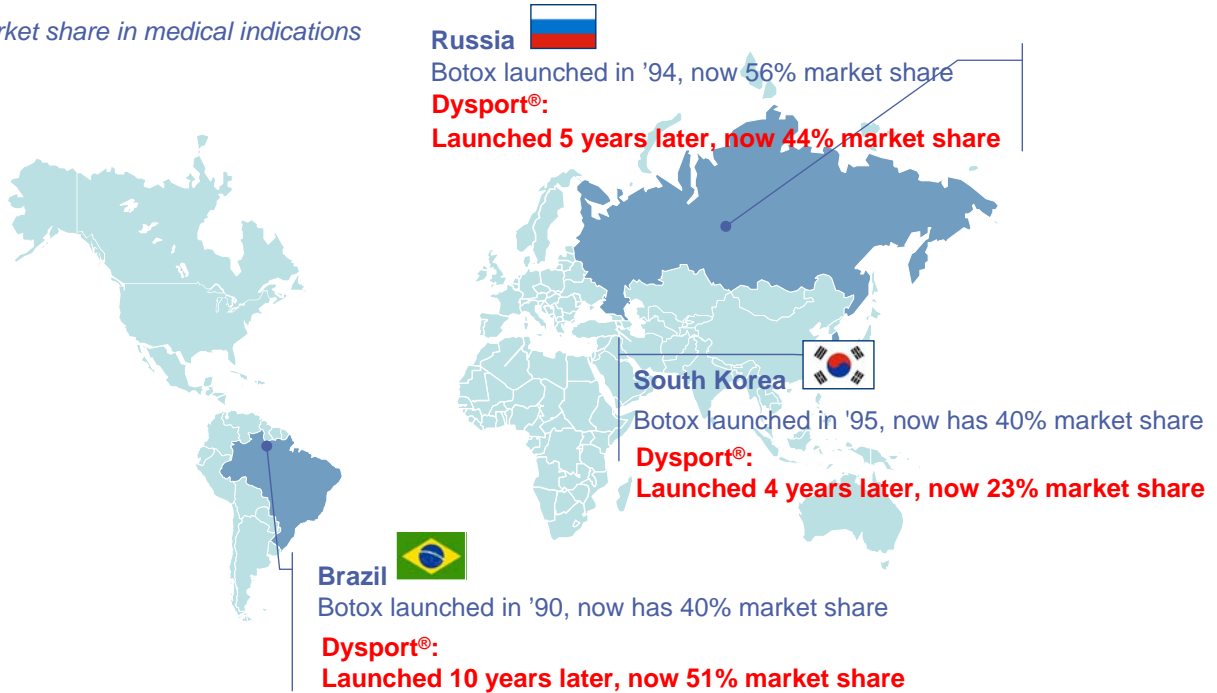 market share in medical indications
Russia
Botox launched in ’94, now 56% market share
Dysport®:
Launched 5 years later, now 44% market share
South Korea
Botox launched in '95, now has 40% market share
Dysport®:
Launched 4 years later, now 23% market share
Brazil
Botox launched in ’90, now has 40% market share
Dysport®:
Launched 10 years later, now 51% market share